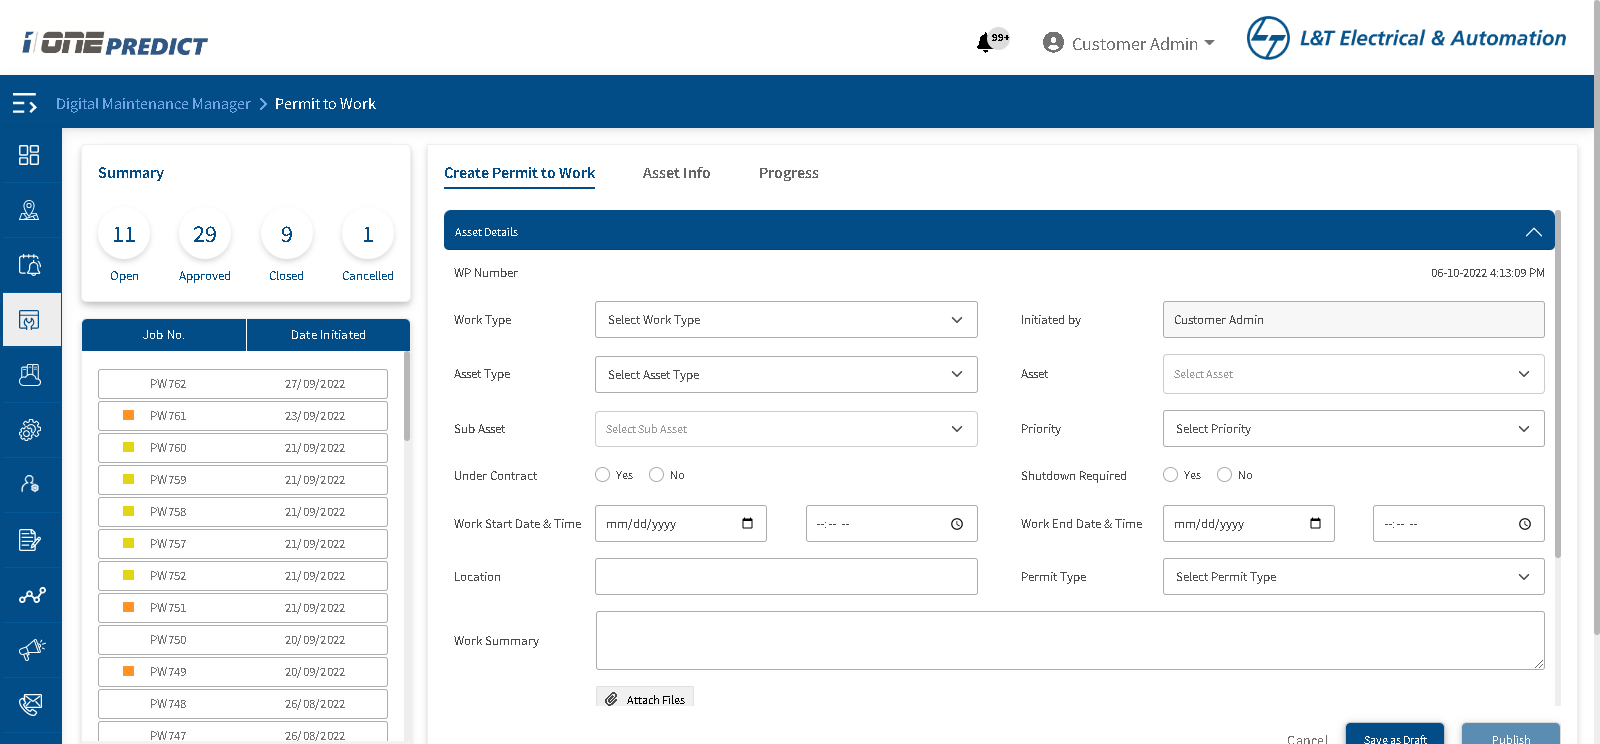 i ONE PREDICT
99+
Customer Admin
L&T Electrical & Automation
Digital Maintenance Manager > Permit to Work
Summary
11 29 9 1
Open Approved Closed Cancelled
Job No. Date Initiated
PW762 27/09/2022
PW761 23/09/2022
PW760 21/09/2022
PW759 21/09/2022
PW758 21/09/2022
PW757 21/09/2022
PW752 21/09/2022
PW751 21/09/2022
PW750 20/09/2022
PW749 20/09/2022
PW748 26/08/2022
PW747 26/08/2022
Create Permit to Work Asset Info Progress
Asset Details
WP Number 06-10-2022 4:13:09 PM
Work Type Select Work Type Initiated by Customer Admin
Asset Type Select Asset Type Asset Select Asset
Sub Asset Select Sub Asset Priority Select Priority
Under Contract Yes No Shutdown Required Yes No
Work Start Date & Time mm/dd/yyyy --:-- -- Work End Date & Time mm/dd/yyyy --:-- --
Location Permit Type Select Permit Type
Work Summary
Attach Files
Cancel Save as Draft Publish